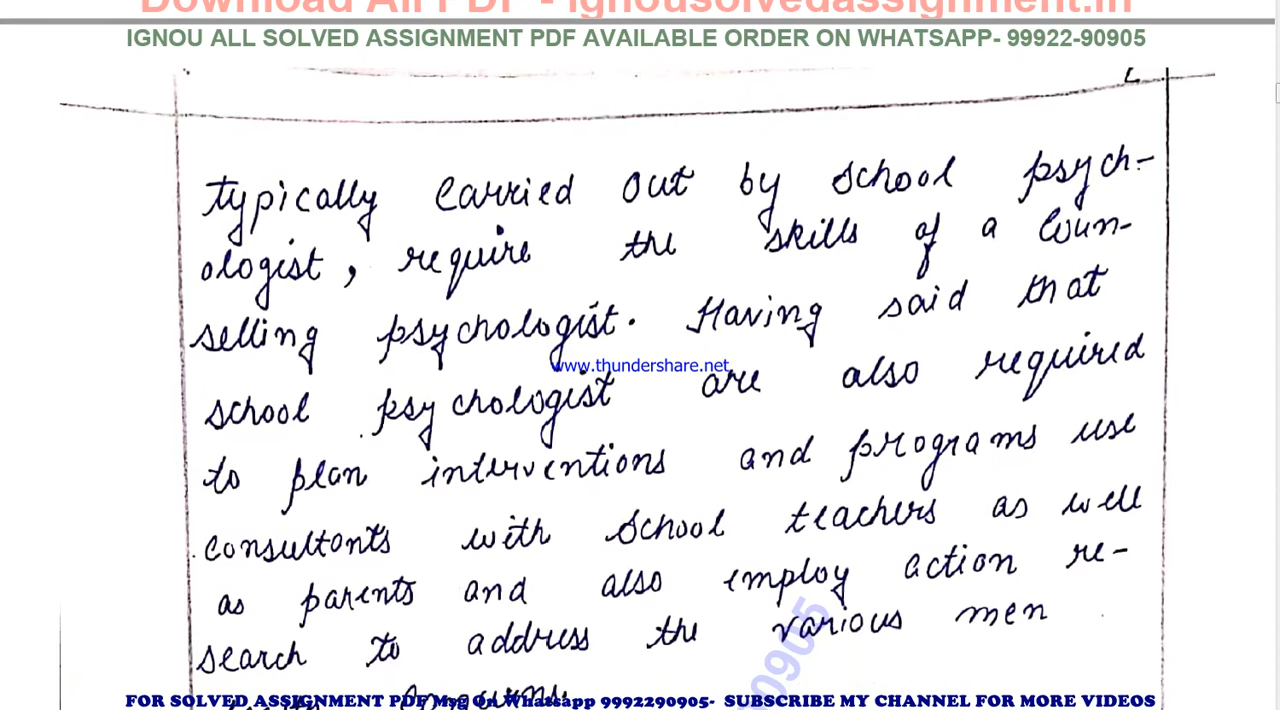 Download All PDF - ignousolvedassignment.in
IGNOU ALL SOLVED ASSIGNMENT PDF AVAILABLE ORDER ON WHATSAPP- 99922-90905
typically carried out by school psych-
ologist, require the skills of a coun-
selling psychologist. Having said that
www.thundershare.net
school psychologist are also required
to plan interventions and programs use
consultants with school teachers as well
as parents and also employ action re-
search to address the various men
90905
FOR SOLVED ASSIGNMENT PDF Msg On Whatsapp 9992290905- SUBSCRIBE MY CHANNEL FOR MORE VIDEOS